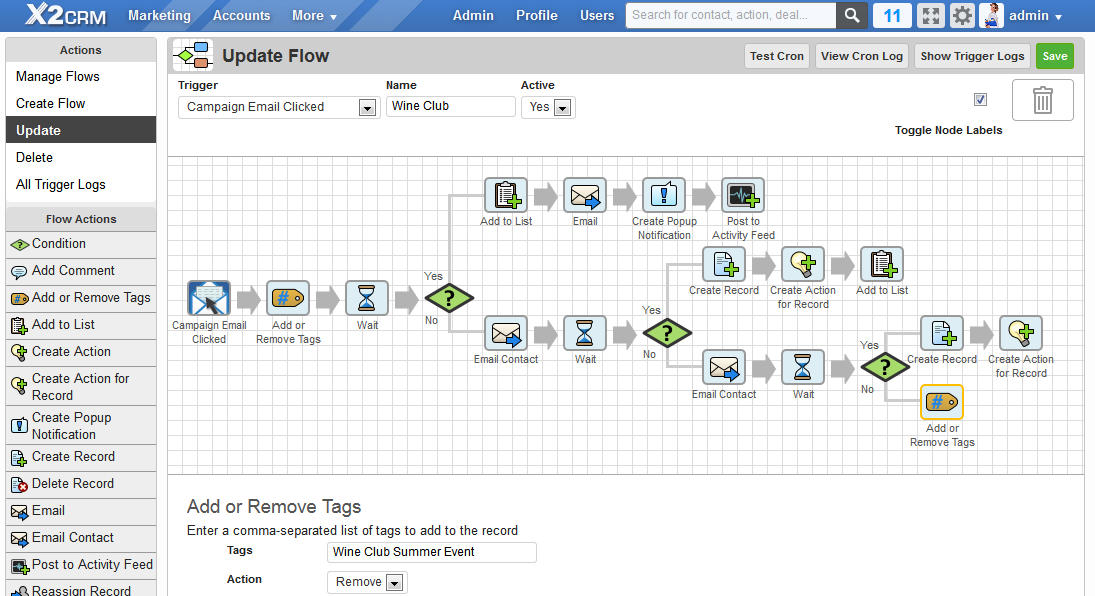 X2CRM Marketing Accounts More Admin Profile Users Search for contact, action, deal... 11 admin
Actions
Manage Flows
Create Flow
Update
Delete
All Trigger Logs
Flow Actions
Condition
Add Comment
Add or Remove Tags
Add to List
Create Action
Create Action for
Record
Create Popup
Notification
Create Record
Delete Record
Email
Email Contact
Post to Activity Feed
Reassign Record
Update Flow
Test Cron View Cron Log Show Trigger Logs Save
Trigger Name Active
Campaign Email Clicked Wine Club Yes
Toggle Node Labels
Add to List
Email
Create Popup
Notification
Post to
Activity Feed
Yes
No
Campaign Email
Clicked
Add or
Remove Tags
Wait
?
Email Contact
Wait
Yes
?
No
Create Record
Create Action
for Record
Add to List
Email Contact
Wait
Yes
?
No
Create Record
Create Action
for Record
#
Add or
Remove Tags
Add or Remove Tags
Enter a comma-separated list of tags to add to the record
Tags Wine Club Summer Event
Action Remove